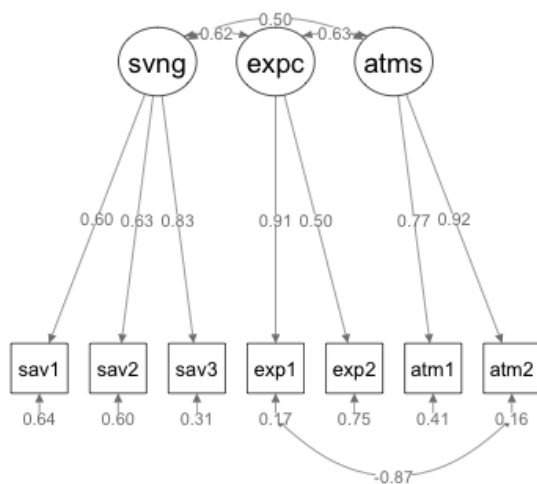 0.50
0.62 0.63
svng expc atms
0.60 0.63 0.83 0.91 0.50 0.77 0.92
sav1 sav2 sav3 exp1 exp2 atm1 atm2
0.64 0.60 0.31 0.17 0.75 0.41 0.16
-0.87